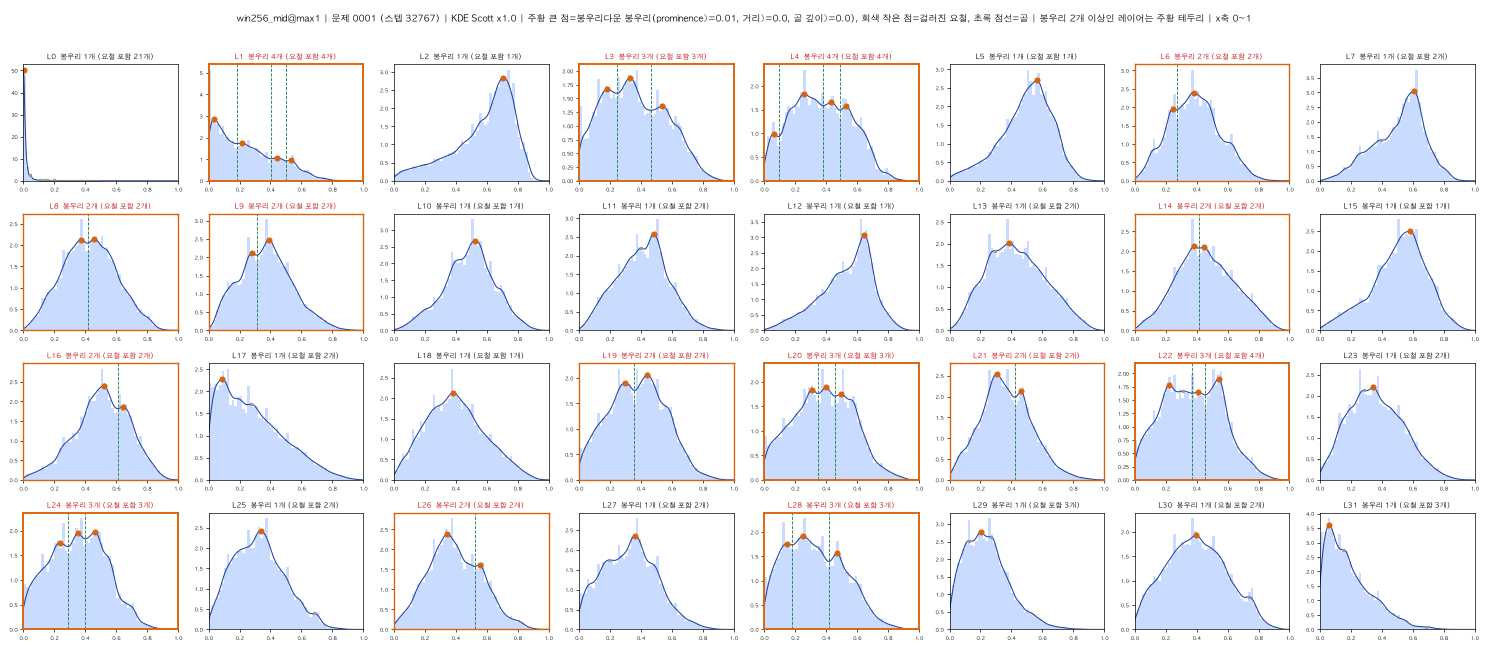 win256_mid@max1 | 문제 0001 (스텝 32767) | KDE Scott x1.0 | 주황 큰 점=봉우리다운 봉우리(prominence>=0.01, 거리>=0.0, 골 깊이>=0.0), 회색 작은 점=걸러진 요철, 초록 점선=골 | 봉우리 2개 이상인 레이어는 주황 테두리 | x축 0~1
L0 봉우리 1개 (요철 포함 21개)
L1 봉우리 4개 (요철 포함 4개)
L2 봉우리 1개 (요철 포함 1개)
L3 봉우리 3개 (요철 포함 3개)
L4 봉우리 4개 (요철 포함 4개)
L5 봉우리 1개 (요철 포함 1개)
L6 봉우리 2개 (요철 포함 2개)
L7 봉우리 1개 (요철 포함 2개)
L8 봉우리 2개 (요철 포함 2개)
L9 봉우리 2개 (요철 포함 2개)
L10 봉우리 1개 (요철 포함 1개)
L11 봉우리 1개 (요철 포함 2개)
L12 봉우리 1개 (요철 포함 1개)
L13 봉우리 1개 (요철 포함 2개)
L14 봉우리 2개 (요철 포함 2개)
L15 봉우리 1개 (요철 포함 1개)
L16 봉우리 2개 (요철 포함 2개)
L17 봉우리 1개 (요철 포함 2개)
L18 봉우리 1개 (요철 포함 1개)
L19 봉우리 2개 (요철 포함 2개)
L20 봉우리 3개 (요철 포함 3개)
L21 봉우리 2개 (요철 포함 2개)
L22 봉우리 3개 (요철 포함 4개)
L23 봉우리 1개 (요철 포함 2개)
L24 봉우리 3개 (요철 포함 3개)
L25 봉우리 1개 (요철 포함 2개)
L26 봉우리 2개 (요철 포함 2개)
L27 봉우리 1개 (요철 포함 2개)
L28 봉우리 3개 (요철 포함 3개)
L29 봉우리 1개 (요철 포함 3개)
L30 봉우리 1개 (요철 포함 2개)
L31 봉우리 1개 (요철 포함 3개)